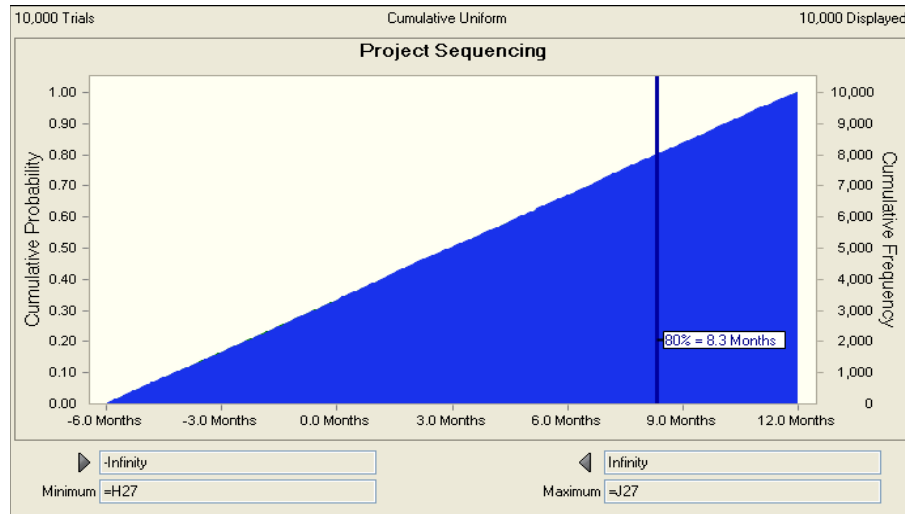 10,000 Trials Cumulative Uniform 10,000 Displayed
Project Sequencing
Cumulative Probability
1.00
0.90
0.80
0.70
0.60
0.50
0.40
0.30
0.20
0.10
0.00
10,000
9,000
8,000
7,000
6,000
5,000
4,000
3,000
2,000
1,000
0
Cumulative Frequency
80% = 8.3 Months
-6.0 Months -3.0 Months 0.0 Months 3.0 Months 6.0 Months 9.0 Months 12.0 Months
-Infinity Infinity
Minimum =H27 Maximum =J27